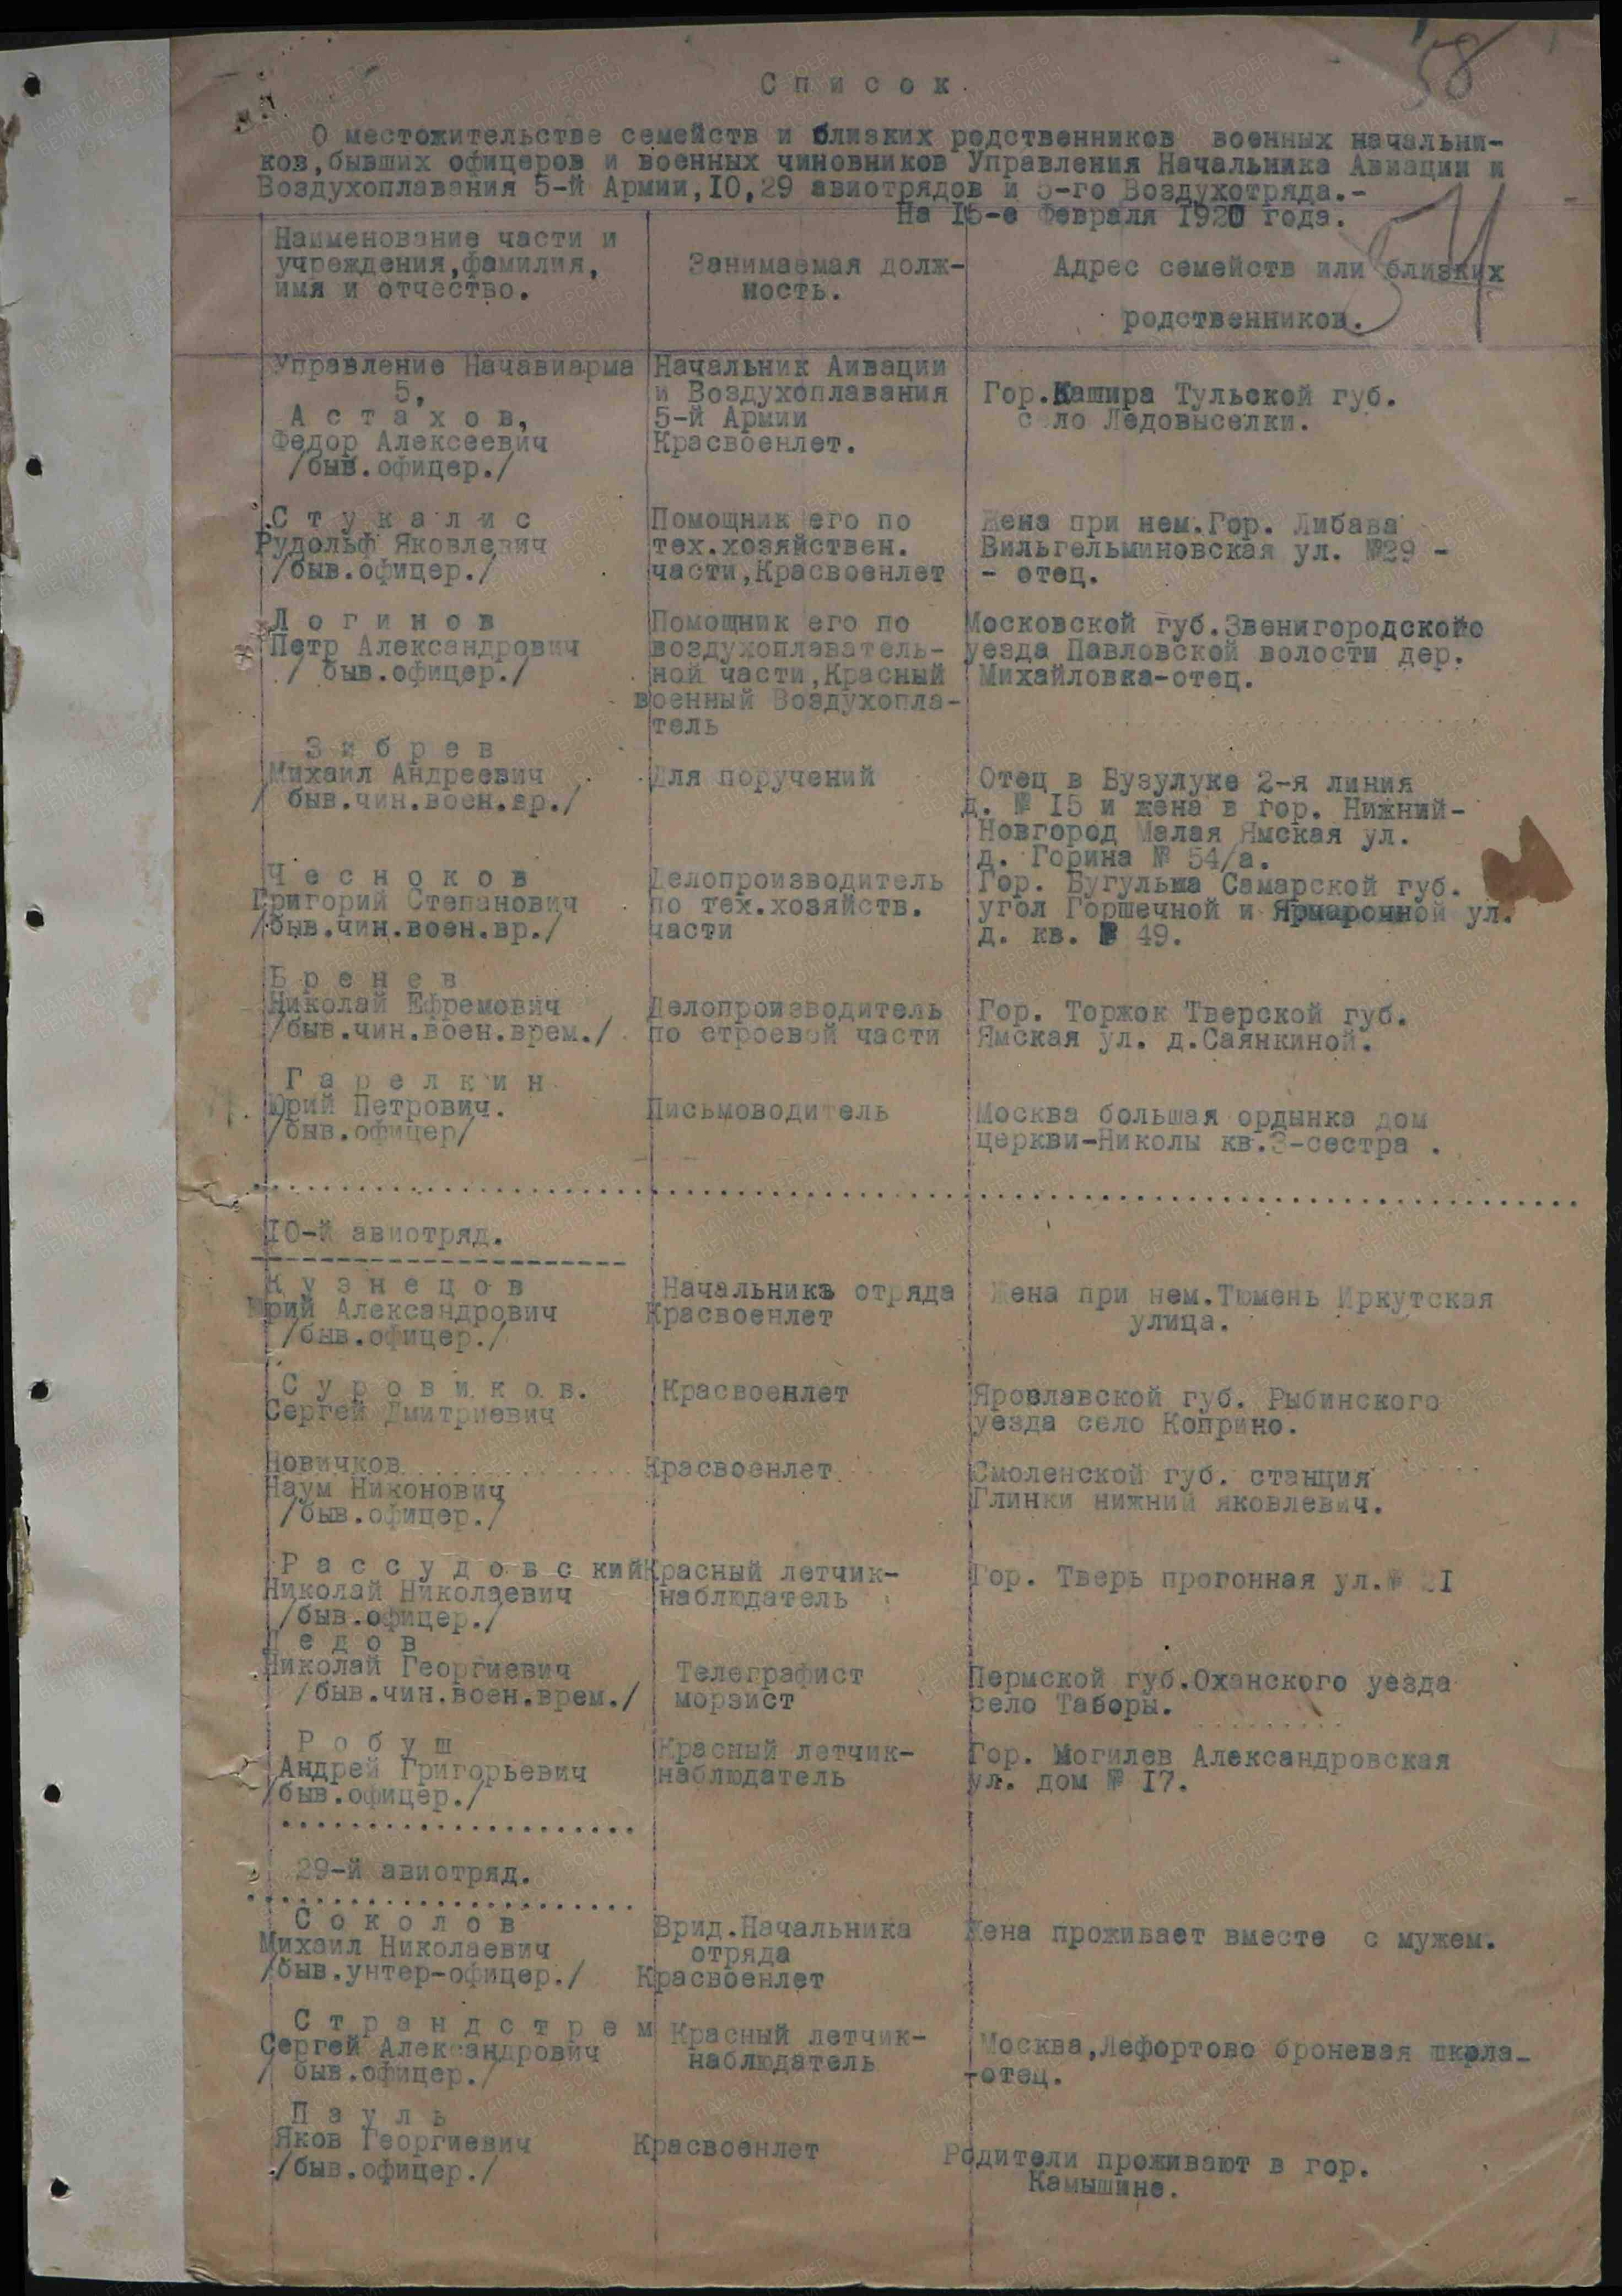 58
Список.
О местожительстве семейств и близких родственников военных начальни-
ков,бывших офицеров и военных чиновников Управления Начальника Авиации и
Воздухоплавания 5-й Армии,10,29 авиотрядов и 5-го Воздухотряда.-
На 15-е Февраля 1920 года.
Наименование части и
учреждения,фамилия,
имя и отчество.
Занимаемая долж-
ность.
Адрес семейств или близких
родственников.
Управление Начавиарма
5,
Астахов,
Федор Алексеевич
/быв.офицер./
Начальник Аивации
и Воздухоплавания
5-й Армии
Красвоенлет.
Гор.Кашира Тульской губ.
село Ледовыселки.
Стукалис
Рудольф Яковлевич
/быв.офицер./
Помощник его по
тех.хозяйствен.
части,Красвоенлет
Жена при нем.Гор. Либава
Вильгельминовская ул. №29 -
- отец.
Логинов
Петр Александрович
/ быв.офицер./
Помощник его по
воздухоплаватель-
ной части,Красный
военный Воздухопла-
тель
Московской губ.Звенигородского
уезда Павловской волости дер.
Михайловка-отец.
Зибрев
Михаил Андреевич
/ быв.чин.воен.вр./
Для поручений
Отец в Бузулуке 2-я линия
д. № 15 и жена в гор. Нижний-
Новгород Малая Ямская ул.
д. Горина № 54/а.
Чесноков
Григорий Степанович
/быв.чин.воен.вр./
Делопроизводитель
по тех.хозяйств.
части
Гор. Бугульма Самарской губ.
угол Горшечной и Ярмарочной ул.
д. кв. № 49.
Бренев
Николай Ефремович
/быв.чин.воен.врем./
Делопроизводитель
по строевой части
Гор. Торжок Тверской губ.
Ямская ул. д.Саянкиной.
Гарелкин
Юрий Петрович.
/быв.офицер/
Письмоводитель
Москва большая ордынка дом
церкви-Николы кв.3-сестра .
10-й авиотряд.
Кузнецов
Юрий Александрович
/быв.офицер./
Начальникъ отряда
Красвоенлет
Жена при нем.Тюмень Иркутская
улица.
Суровиков.
Сергей Дмитриевич
Красвоенлет
Яровлавской губ. Рыбинского
уезда село Коприно.
Новичков
Наум Никонович
/быв.офицер./
Красвоенлет
Смоленской губ. станция
Глинки нижний яковлевич.
Рассудовский
Николай Николаевич
/быв.офицер./
Красный летчик-
наблюдатель
Гор. Тверь прогонная ул.№ 21
Дедов
Николай Георгиевич
/быв.чин.воен.врем./
Телеграфист
морзист
Пермской губ.Оханского уезда
село Таборы.
Робуш
Андрей Григорьевич
/быв.офицер./
Красный летчик-
наблюдатель
Гор. Могилев Александровская
ул. дом № 17.
29-й авиотряд.
Соколов
Михаил Николаевич
/быв.унтер-офицер./
Врид.Начальника
отряда
Красвоенлет
Жена проживает вместе с мужем.
Страндстрем
Сергей Александрович
/ быв.офицер./
Красный летчик-
наблюдатель
Москва,Лефортово броневая школа-
-отец.
Пауль
Яков Георгиевич
/быв.офицер./
Красвоенлет
Родители проживают в гор.
Камышине.